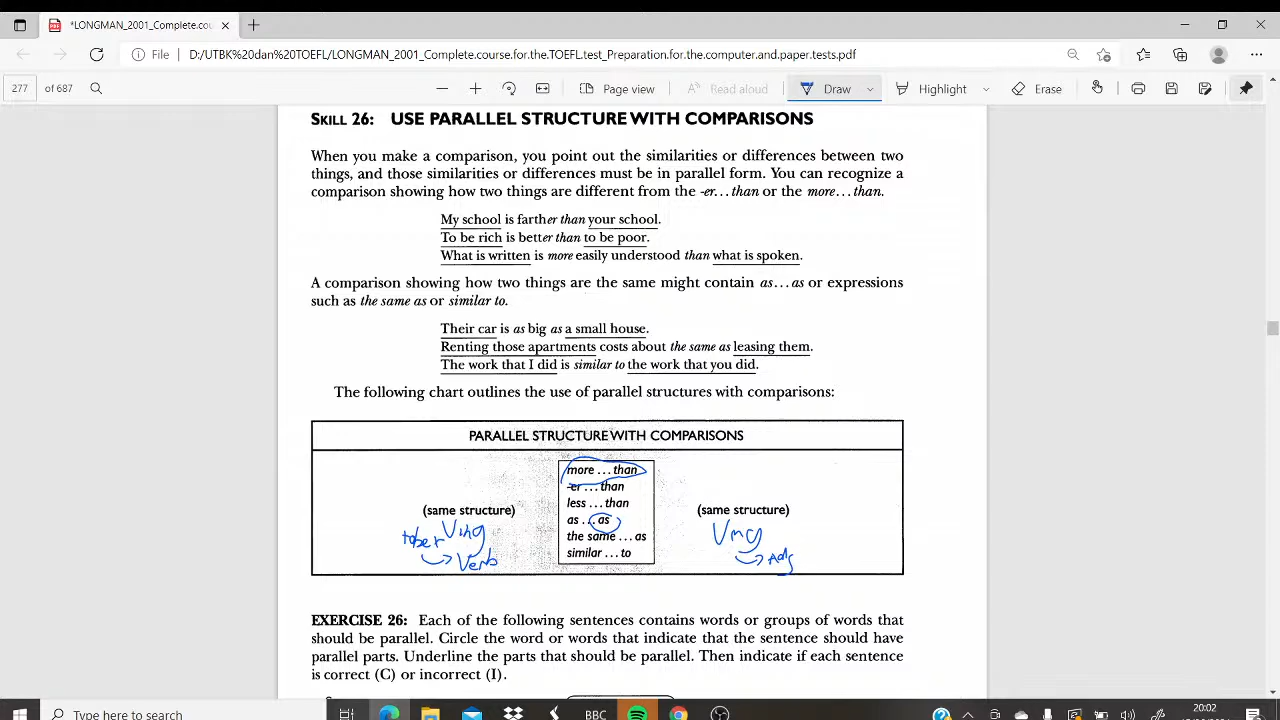 *LONGMAN_2001_Complete.cou
File
D:/UTBK%20dan%20TOEFL/LONGMAN_2001_Complete.course.for.the.TOEFL.test_Preparation.for.the.computer.and.paper.tests.pdf
277 of 687
Page view
Read aloud
Draw
Highlight
Erase
SKILL 26: USE PARALLEL STRUCTURE WITH COMPARISONS
When you make a comparison, you point out the similarities or differences between two
things, and those similarities or differences must be in parallel form. You can recognize a
comparison showing how two things are different from the -er... than or the more... than.
My school is farther than your school.
To be rich is better than to be poor.
What is written is more easily understood than what is spoken.
A comparison showing how two things are the same might contain as... as or expressions
such as the same as or similar to.
Their car is as big as a small house.
Renting those apartments costs about the same as leasing them.
The work that I did is similar to the work that you did.
The following chart outlines the use of parallel structures with comparisons:
PARALLEL STRUCTURE WITH COMPARISONS
more ... than
-er ... than
less ... than
(same structure)
as ... as
(same structure)
the same ... as
similar ... to
Ving
Verb
Ving
Adj
EXERCISE 26: Each of the following sentences contains words or groups of words that
should be parallel. Circle the word or words that indicate that the sentence should have
parallel parts. Underline the parts that should be parallel. Then indicate if each sentence
is correct (C) or incorrect (I).
Type here to search
BBC
20:02